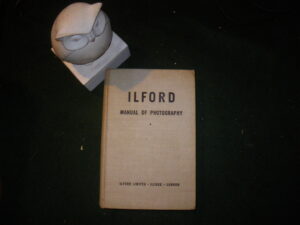 ILFORD
MANUAL OF PHOTOGRAPHY
ILFORD LIMITED · ILFORD · LONDON